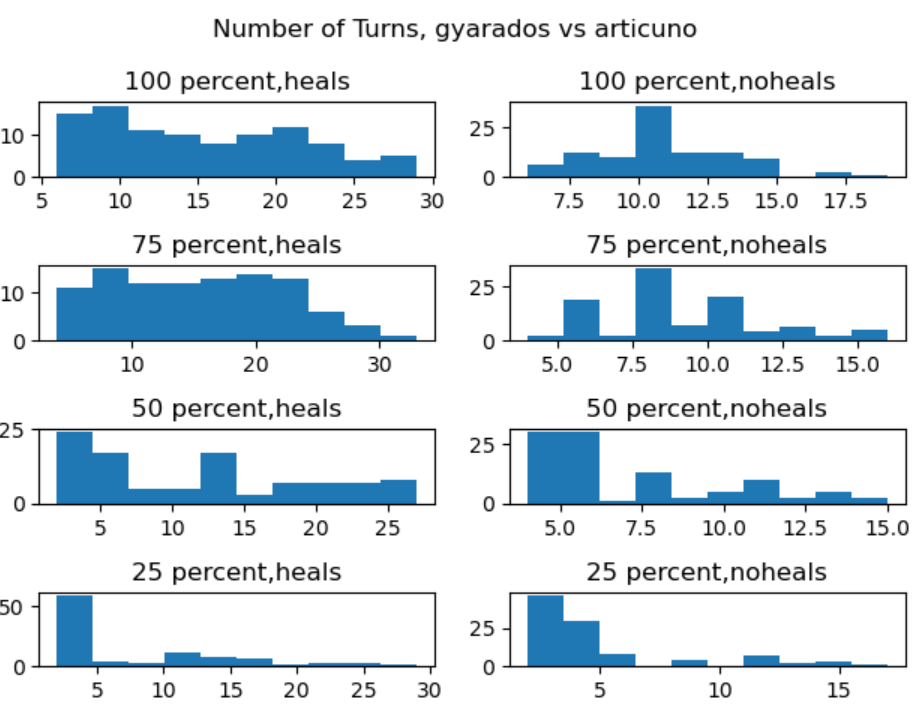 Number of Turns, gyarados vs articuno
100 percent,heals
100 percent,noheals
10
0
5 10 15 20 25 30
25
0
7.5 10.0 12.5 15.0 17.5
75 percent,heals
75 percent,noheals
10
0
10 20 30
25
0
5.0 7.5 10.0 12.5 15.0
50 percent,heals
50 percent,noheals
25
0
5 10 15 20 25
25
0
5.0 7.5 10.0 12.5 15.0
25 percent,heals
25 percent,noheals
50
0
5 10 15 20 25 30
25
0
5 10 15